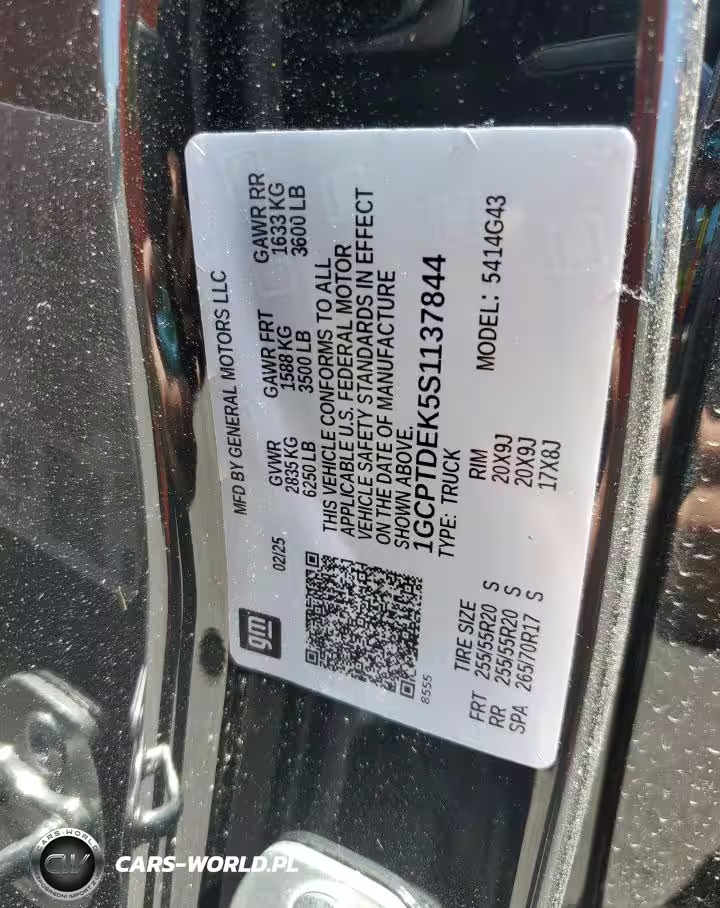 gm
MFD BY GENERAL MOTORS LLC
02/25
GVWR GAWR FRT GAWR RR
2835 KG 1588 KG 1633 KG
6250 LB 3500 LB 3600 LB
THIS VEHICLE CONFORMS TO ALL
APPLICABLE U.S. FEDERAL MOTOR
VEHICLE SAFETY STANDARDS IN EFFECT
ON THE DATE OF MANUFACTURE
SHOWN ABOVE.
1GCPTDEK5S1137844
TYPE: TRUCK
8555
TIRE SIZE RIM MODEL: 5414G43
FRT 255/55R20 S 20X9J
RR 255/55R20 S 20X9J
SPA 265/70R17 S 17X8J
CARS-WORLD
CW
CARS-WORLD.PL